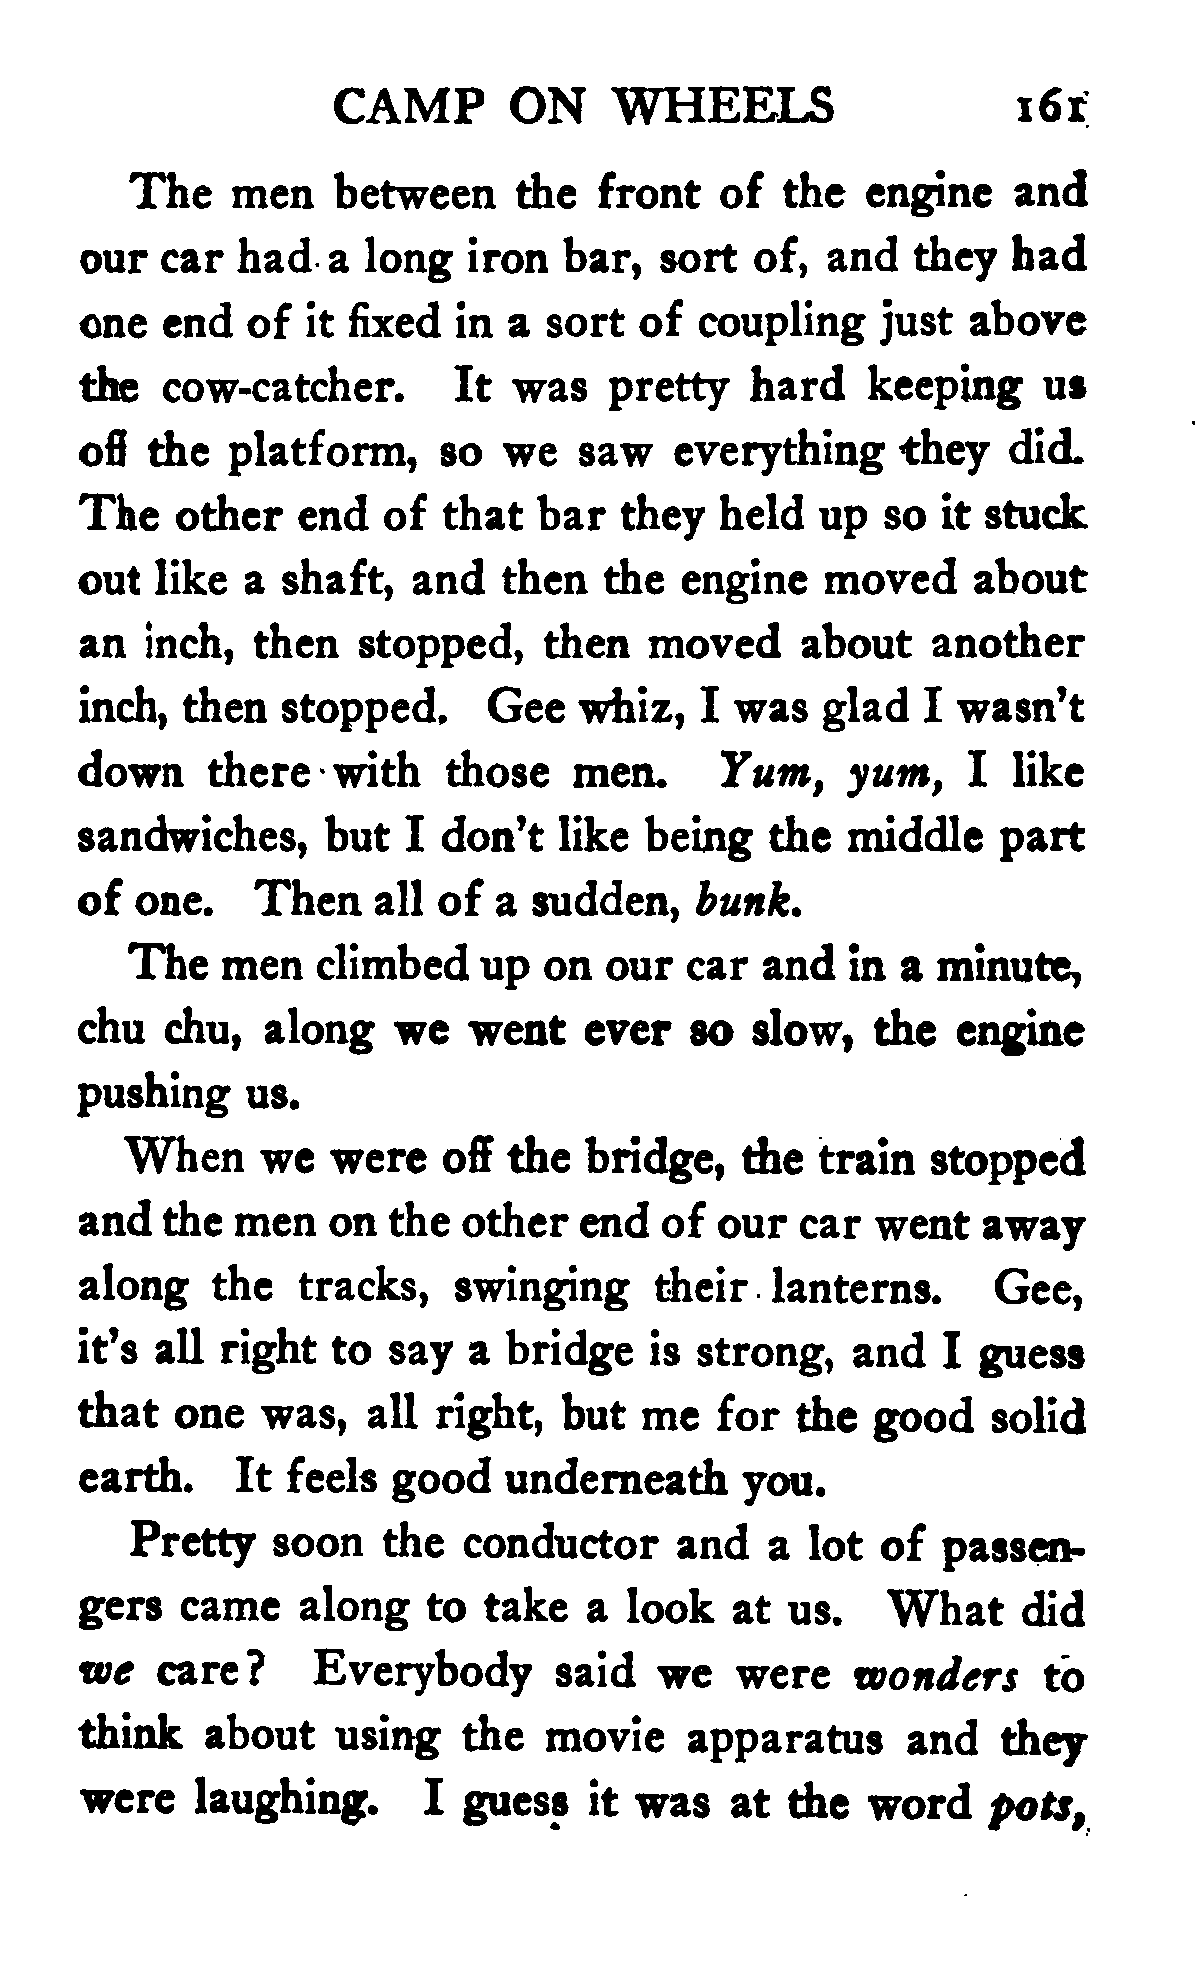 CAMP ON WHEELS 161
The men between the front of the engine and
our car had a long iron bar, sort of, and they had
one end of it fixed in a sort of coupling just above
the cow-catcher. It was pretty hard keeping us
off the platform, so we saw everything they did.
The other end of that bar they held up so it stuck
out like a shaft, and then the engine moved about
an inch, then stopped, then moved about another
inch, then stopped. Gee whiz, I was glad I wasn't
down there with those men. Yum, yum, I like
sandwiches, but I don't like being the middle part
of one. Then all of a sudden, bunk.
The men climbed up on our car and in a minute,
chu chu, along we went ever so slow, the engine
pushing us.
When we were off the bridge, the train stopped
and the men on the other end of our car went away
along the tracks, swinging their lanterns. Gee,
it's all right to say a bridge is strong, and I guess
that one was, all right, but me for the good solid
earth. It feels good underneath you.
Pretty soon the conductor and a lot of passen-
gers came along to take a look at us. What did
we care? Everybody said we were wonders to
think about using the movie apparatus and they
were laughing. I guess it was at the word pots,